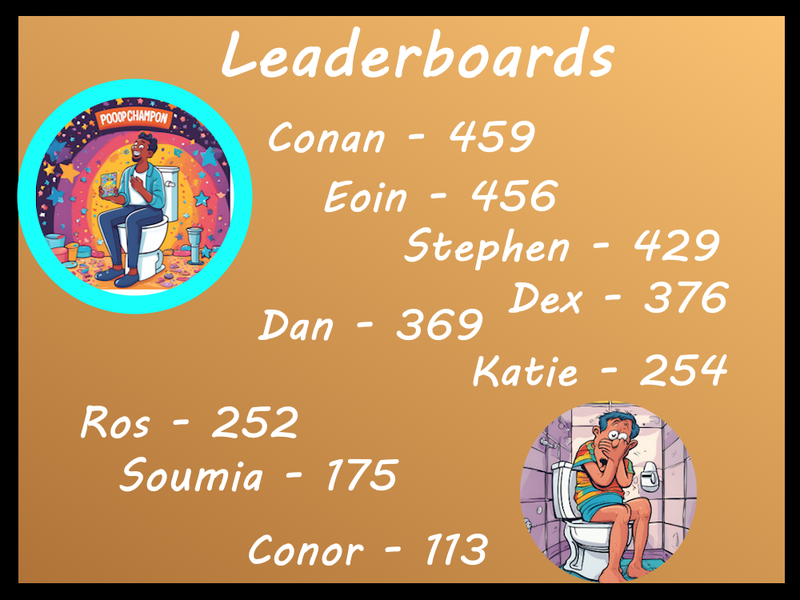 Leaderboards
POOOPCHAMPON
Conan - 459
Eoin - 456
Stephen - 429
Dex - 376
Dan - 369
Katie - 254
Ros - 252
Soumia - 175
Conor - 113